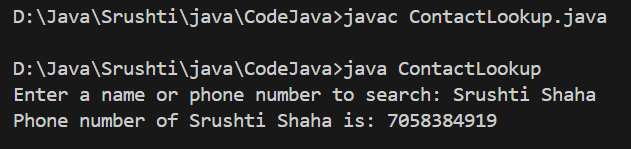 D:\Java\Srushti\java\CodeJava>javac ContactLookup.java
D:\Java\Srushti\java\CodeJava>java ContactLookup
Enter a name or phone number to search: Srushti Shaha
Phone number of Srushti Shaha is: 7058384919